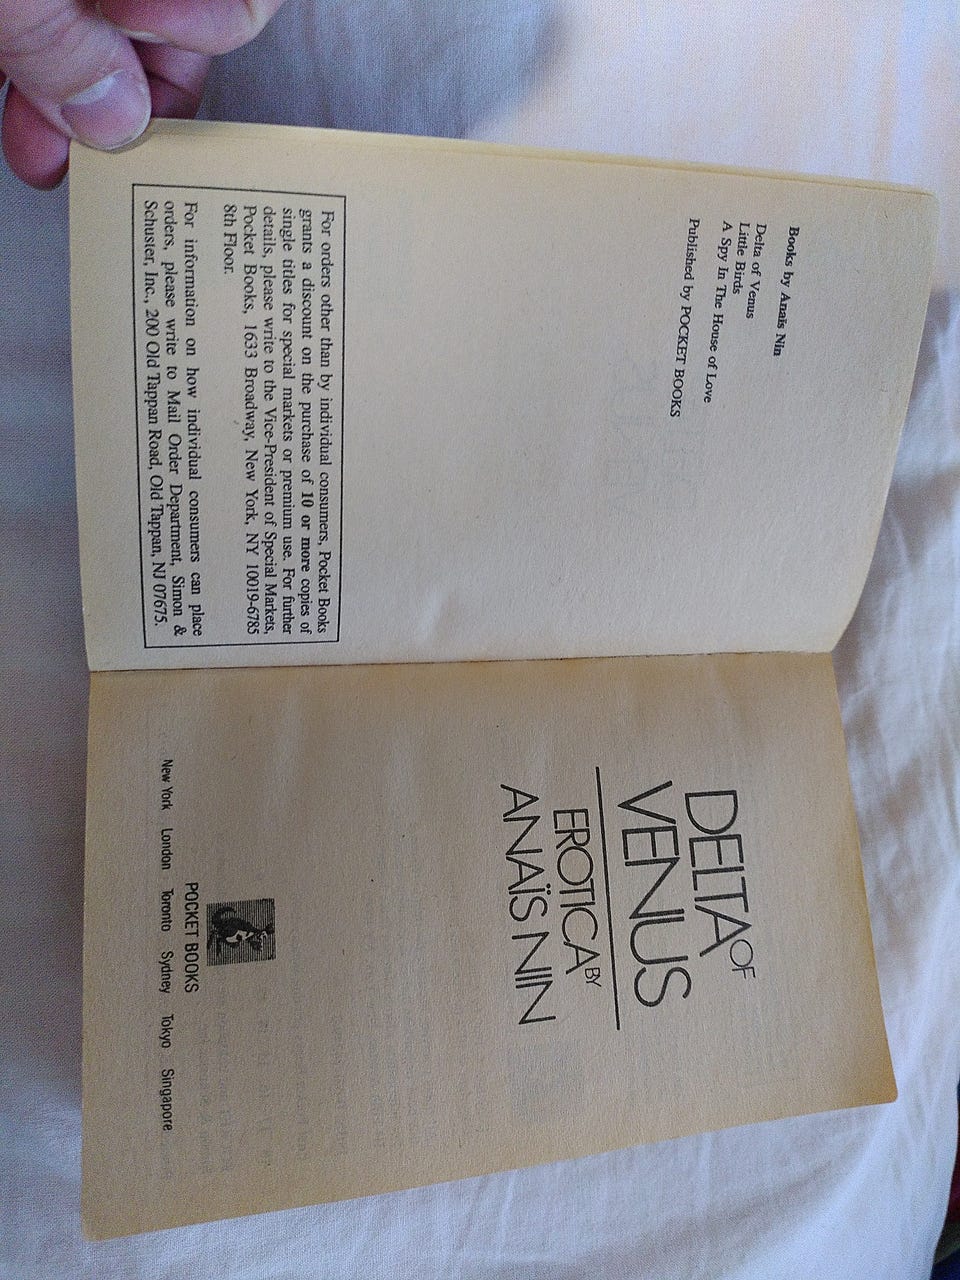 Books by Anaïs Nin
Delta of Venus
Little Birds
A Spy In The House of Love
Published by POCKET BOOKS
For orders other than by individual consumers, Pocket Books
grants a discount on the purchase of 10 or more copies of
single titles for special markets or premium use. For further
details, please write to the Vice-President of Special Markets,
Pocket Books, 1633 Broadway, New York, NY 10019-6785
8th Floor.
For information on how individual consumers can place
orders, please write to Mail Order Department, Simon &
Schuster, Inc., 200 Old Tappan Road, Old Tappan, NJ 07675.
DELTA OF
VENUS
EROTICA BY
ANAÏS NIN
POCKET BOOKS
New York London Toronto Sydney Tokyo Singapore